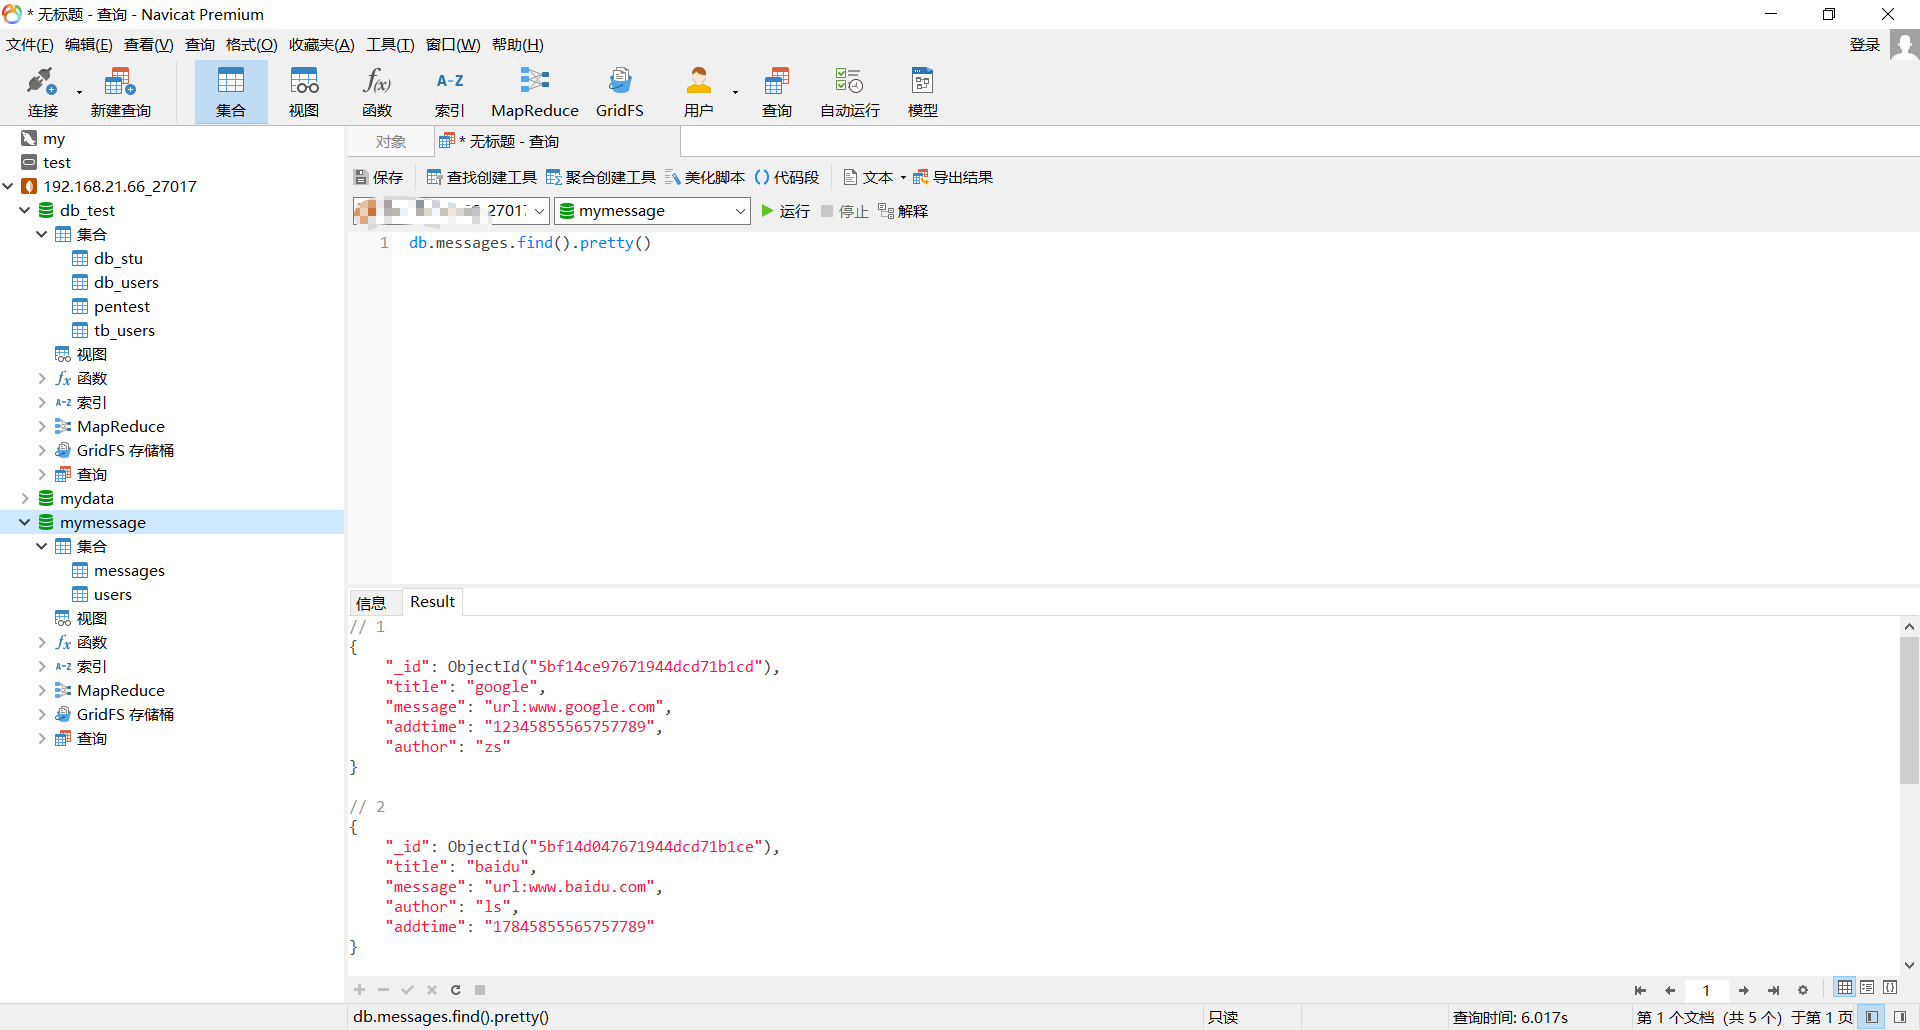 * 无标题 - 查询 - Navicat Premium
文件(F) 编辑(E) 查看(V) 查询 格式(O) 收藏夹(A) 工具(T) 窗口(W) 帮助(H) 登录
连接 新建查询 集合 视图 函数 索引 MapReduce GridFS 用户 查询 自动运行 模型
my
test
192.168.21.66_27017
db_test
集合
db_stu
db_users
pentest
tb_users
视图
函数
索引
MapReduce
GridFS 存储桶
查询
mydata
mymessage
集合
messages
users
视图
函数
索引
MapReduce
GridFS 存储桶
查询
对象 * 无标题 - 查询
保存 查找创建工具 聚合创建工具 美化脚本 () 代码段 文本 导出结果
mymessage 运行 停止 解释
1 db.messages.find().pretty()
信息 Result
// 1
{
"_id": ObjectId("5bf14ce97671944dcd71b1cd"),
"title": "google",
"message": "url:www.google.com",
"addtime": "12345855565757789",
"author": "zs"
}
// 2
{
"_id": ObjectId("5bf14d047671944dcd71b1ce"),
"title": "baidu",
"message": "url:www.baidu.com",
"author": "ls",
"addtime": "17845855565757789"
}
1
db.messages.find().pretty() 只读 查询时间: 6.017s 第 1 个文档 (共 5 个) 于第 1 页